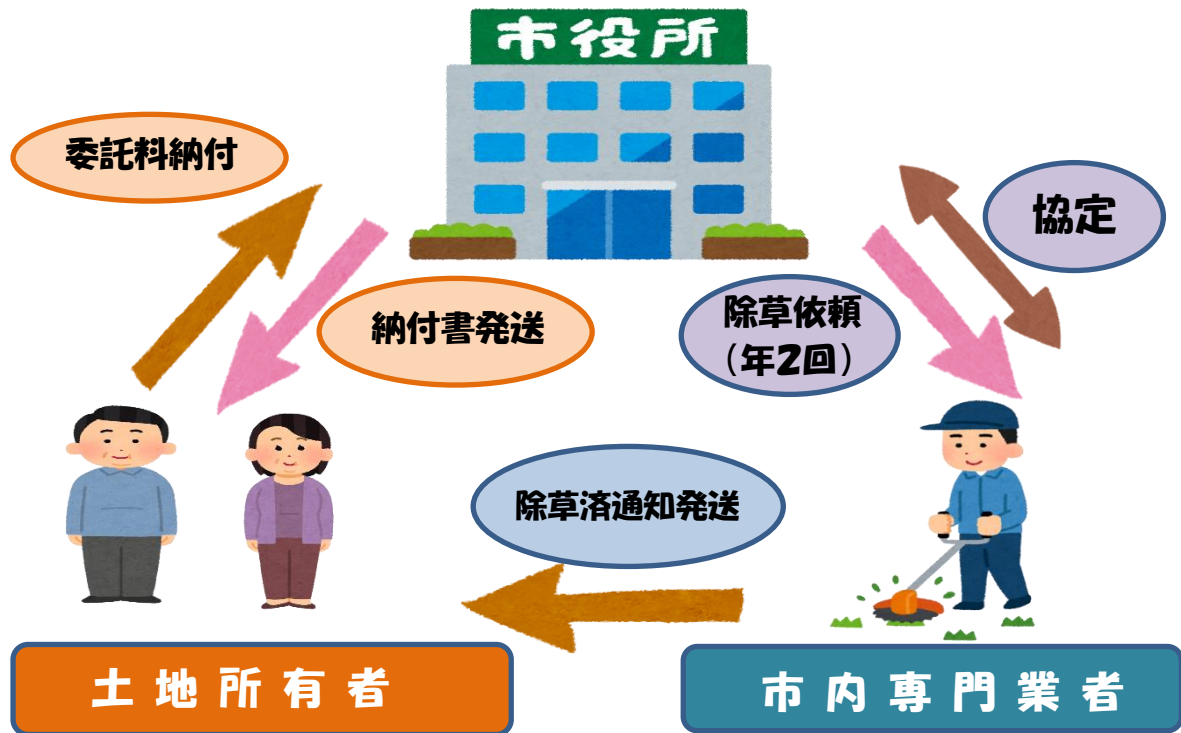 市役所
委託料納付
協定
納付書発送
除草依頼
（年2回）
除草済通知発送
土地所有者
市内専門業者